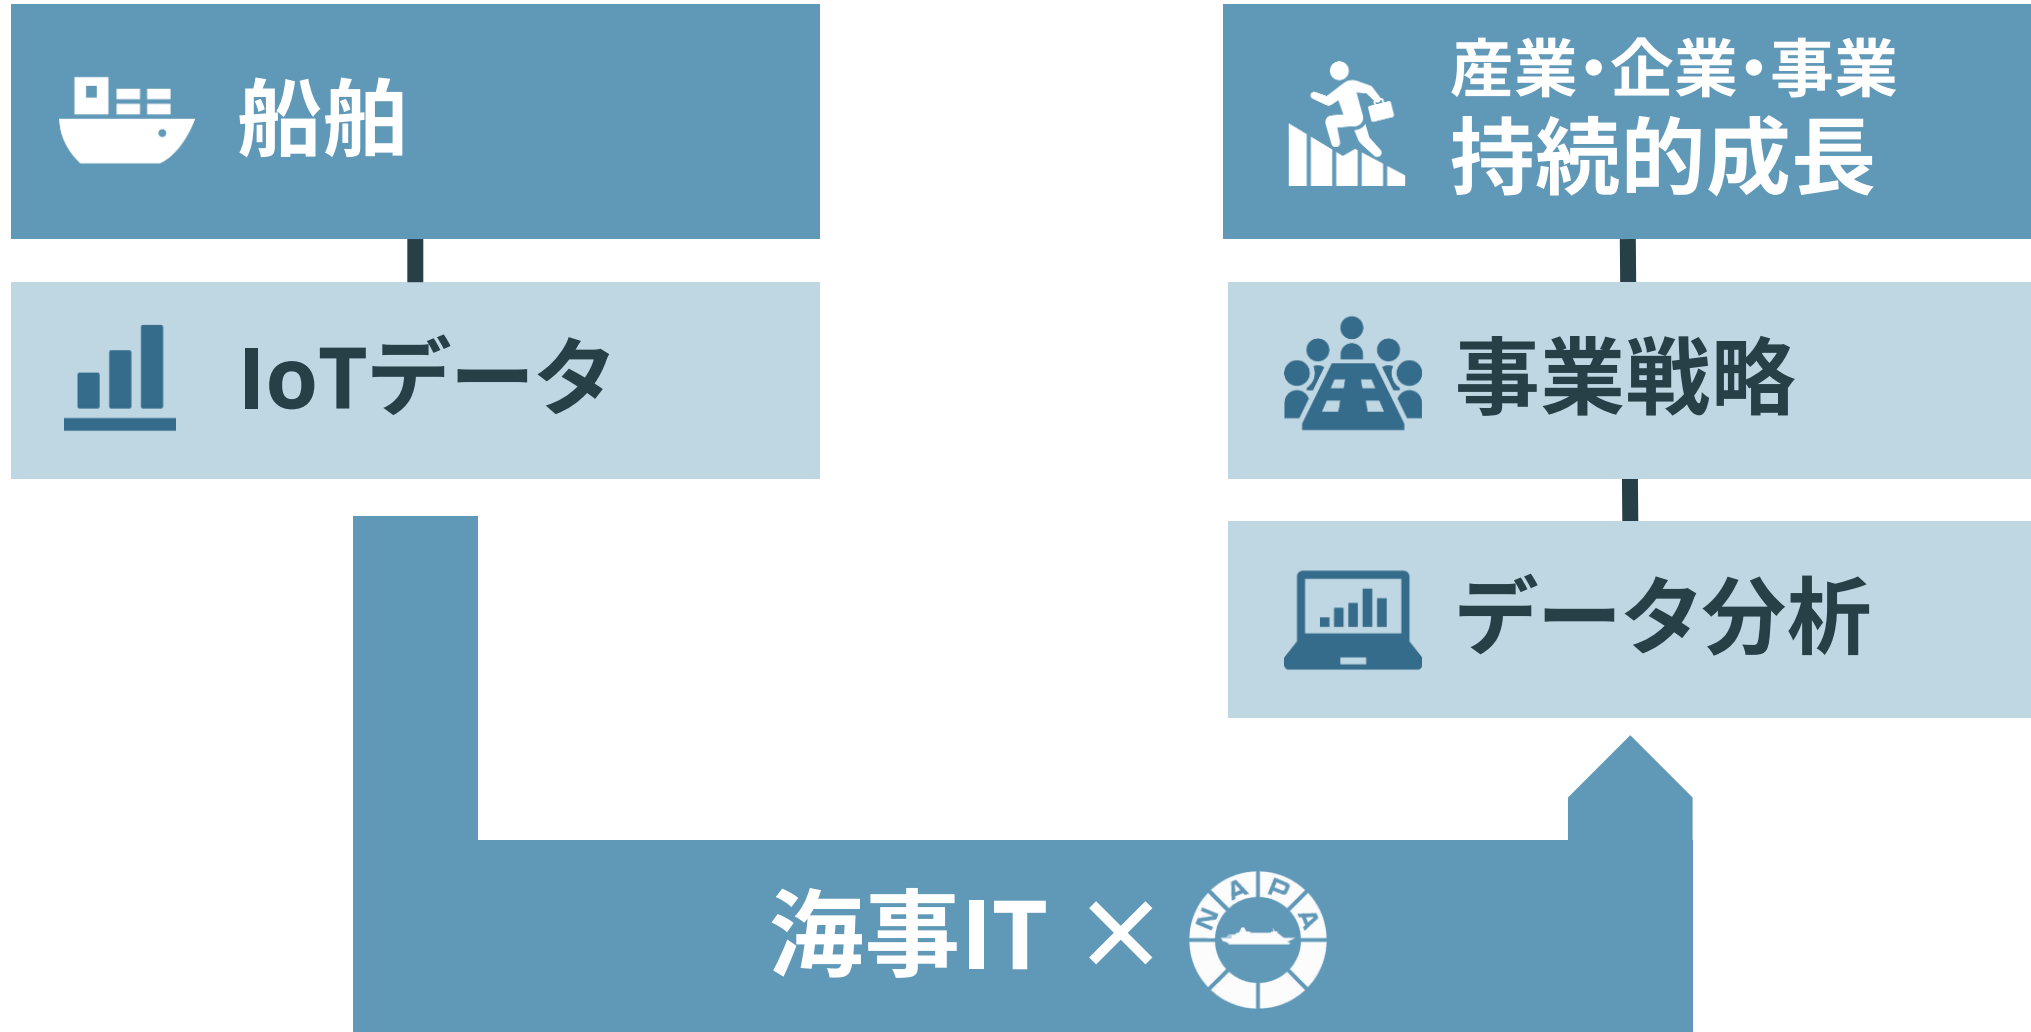 船舶
IoTデータ
産業・企業・事業
持続的成長
事業戦略
データ分析
海事IT ×
NAPA